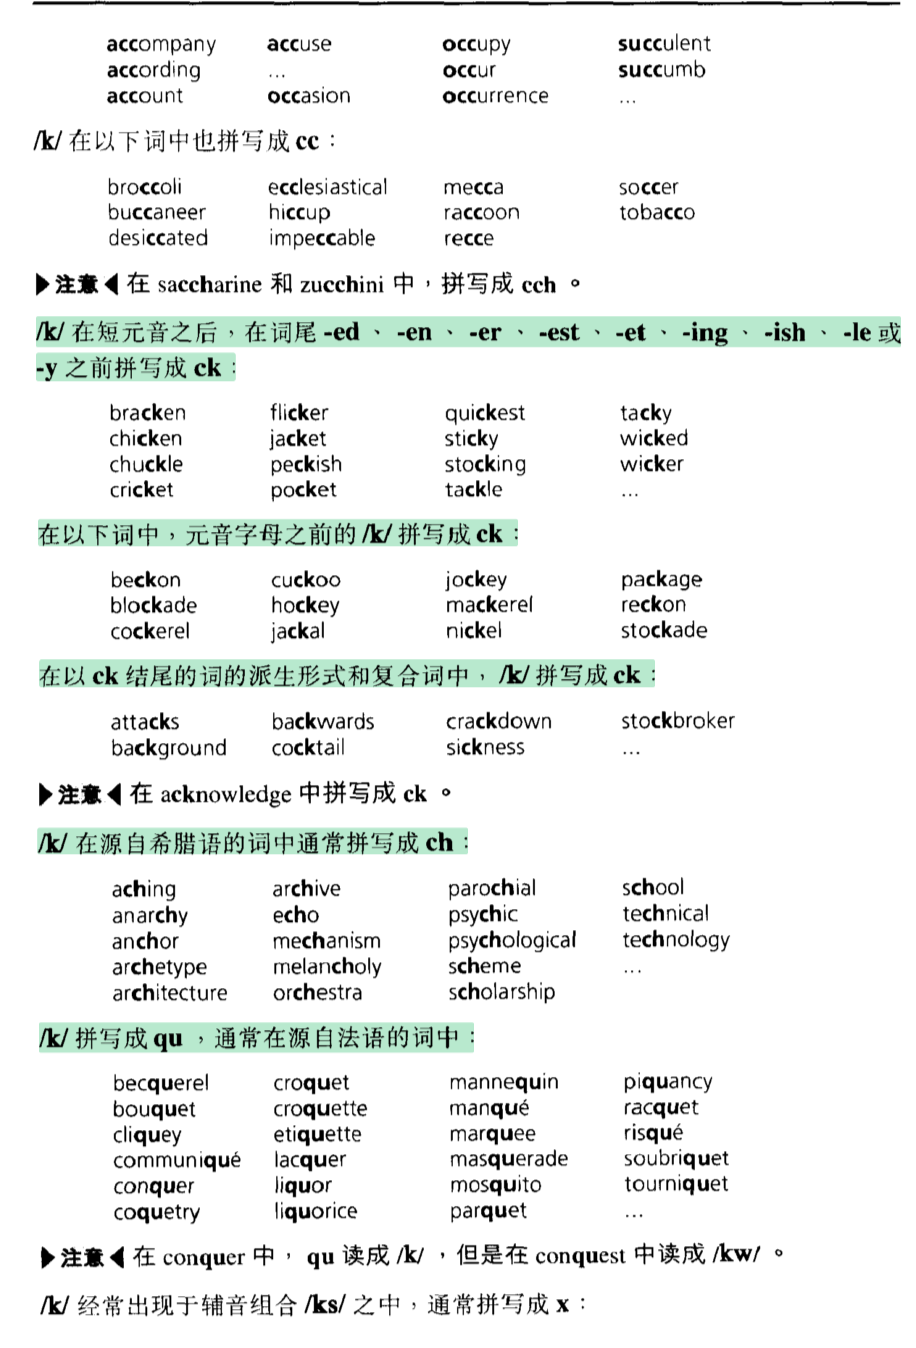 accompany accuse occupy succulent
according ... occur succumb
account occasion occurrence ...
/k/ 在以下词中也拼写成 cc：
broccoli ecclesiastical mecca soccer
buccaneer hiccup raccoon tobacco
desiccated impeccable recce
▶注意◀ 在 saccharine 和 zucchini 中，拼写成 cch 。
/k/ 在短元音之后，在词尾 -ed 、 -en 、 -er 、 -est 、 -et 、 -ing 、 -ish 、 -le 或
-y 之前拼写成 ck：
bracken flicker quickest tacky
chicken jacket sticky wicked
chuckle peckish stocking wicker
cricket pocket tackle ...
在以下词中，元音字母之前的 /k/ 拼写成 ck：
beckon cuckoo jockey package
blockade hockey mackerel reckon
cockerel jackal nickel stockade
在以 ck 结尾的词的派生形式和复合词中， /k/ 拼写成 ck：
attacks backwards crackdown stockbroker
background cocktail sickness ...
▶注意◀ 在 acknowledge 中拼写成 ck 。
/k/ 在源自希腊语的词中通常拼写成 ch：
aching archive parochial school
anarchy echo psychic technical
anchor mechanism psychological technology
archetype melancholy scheme ...
architecture orchestra scholarship
/k/ 拼写成 qu ，通常在源自法语的词中：
becquerel croquet mannequin piquancy
bouquet croquette manqué racquet
cliquey etiquette marquee risqué
communiqué lacquer masquerade soubriquet
conquer liquor mosquito tourniquet
coquetry liquorice parquet ...
▶注意◀ 在 conquer 中， qu 读成 /k/ ，但是在 conquest 中读成 /kw/ 。
/k/ 经常出现于辅音组合 /ks/ 之中，通常拼写成 x：